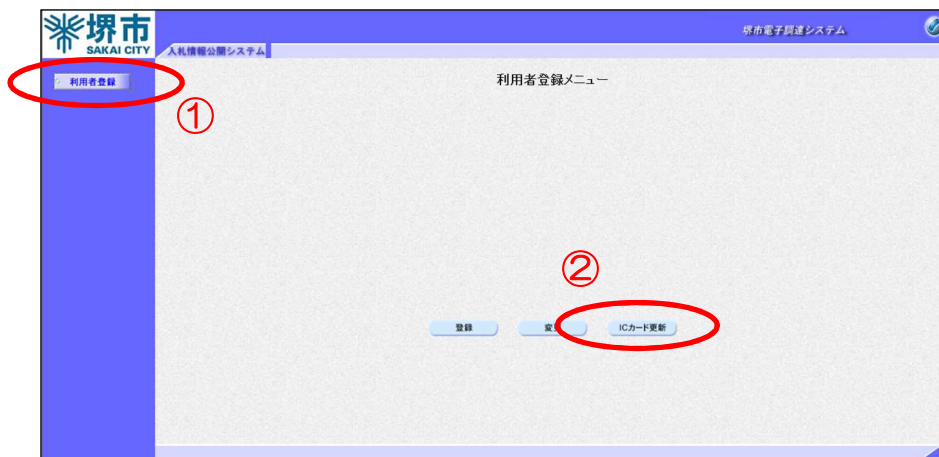 堺市
SAKAI CITY
堺市電子調達システム
入札情報公開システム
利用者登録
利用者登録メニュー
①
②
登録
変
ICカード更新